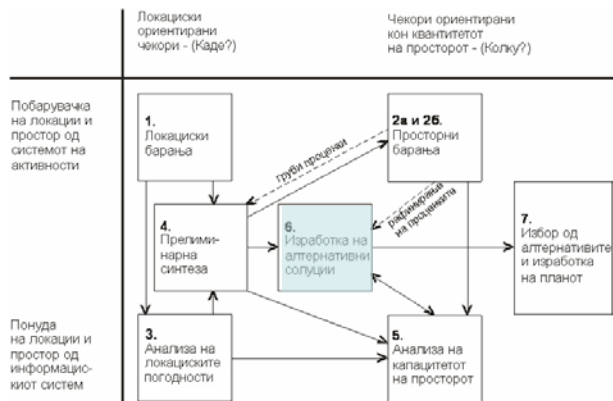 Локациски
ориентирани
чекори - (Каде?)
Чекори ориентирани
кон квантитетот
на просторот - (Колку?)
Побарувачка
на локации и
простор од
системот на
активности
1.
Локациски
барања
2а и 2б.
Просторни
барања
груби проценки
рафинирање
на проценката
4.
Прелими-
нарна
синтеза
6.
Изработка на
алтернативни
солуции
7.
Избор од
алтернативите
и изработка
на планот
Понуда
на локации и
простор од
информацис-
киот систем
3.
Анализа на
локациските
погодности
5.
Анализа на
капацитетот
на просторот